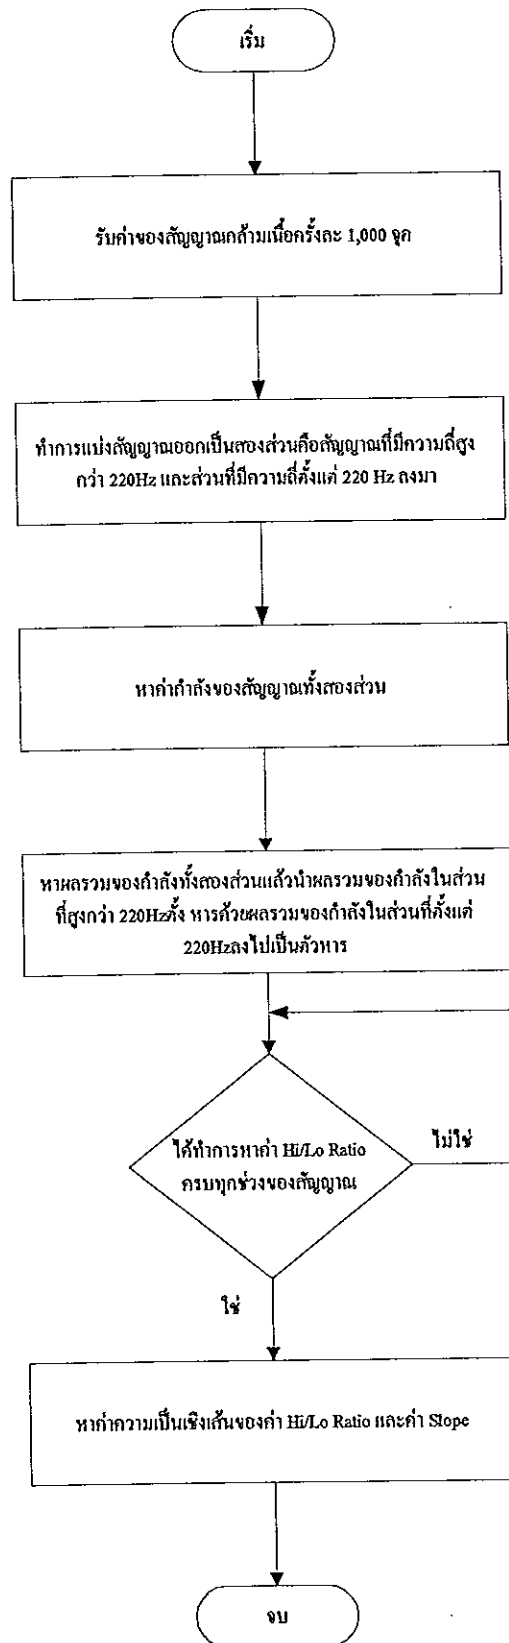 เริ่ม
รับค่าของสัญญาณกล้ามเนื้อครั้งละ 1,000 จุด
ทำการแบ่งสัญญาณออกเป็นสองส่วนคือสัญญาณที่มีความถี่สูง
กว่า 220Hz และส่วนที่มีความถี่ตั้งแต่ 220 Hz ลงมา
หาค่ากำลังของสัญญาณทั้งสองส่วน
หาผลรวมของกำลังทั้งสองส่วนแล้วนำผลรวมของกำลังในส่วน
ที่สูงกว่า 220Hzตั้ง หารด้วยผลรวมของกำลังในส่วนที่ตั้งแต่
220Hzลงไปเป็นตัวหาร
ได้ทำการหาค่า Hi/Lo Ratio
ครบทุกช่วงของสัญญาณ
ไม่ใช่
ใช่
หาค่าความเป็นเชิงเส้นของค่า Hi/Lo Ratio และค่า Slope
จบ